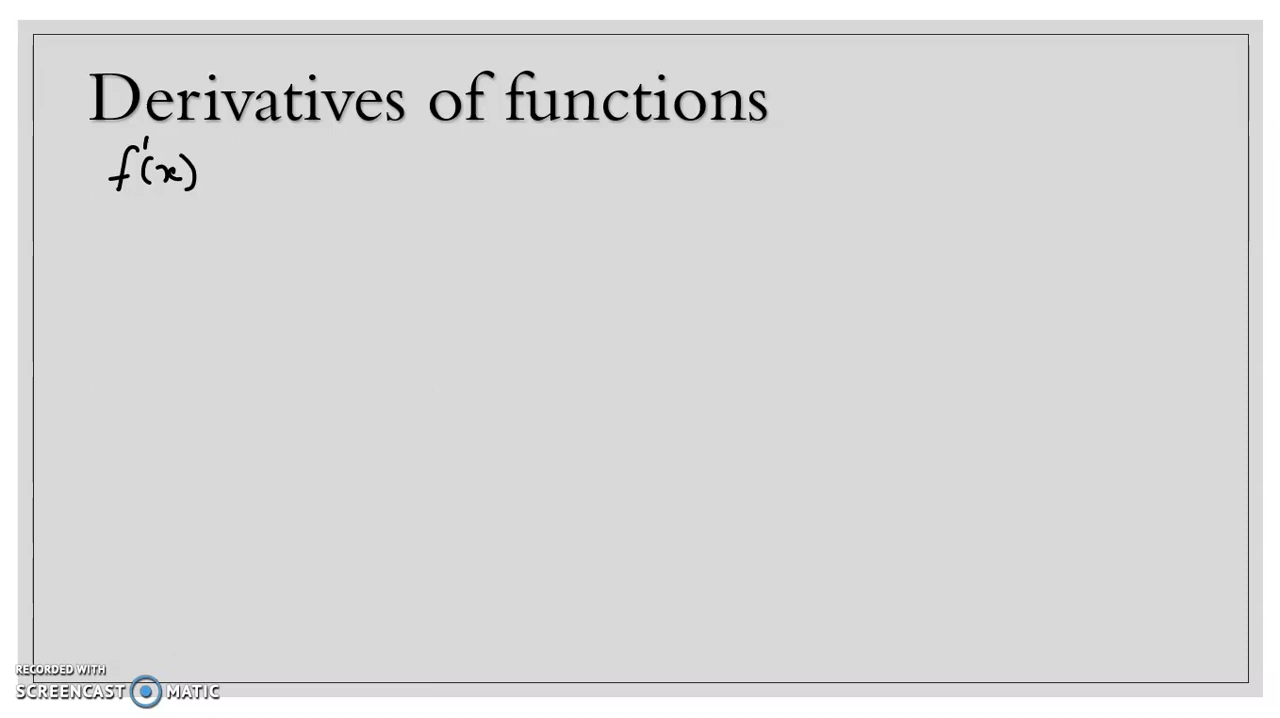 Derivatives of functions
f'(x)
RECORDED WITH
SCREENCAST MATIC